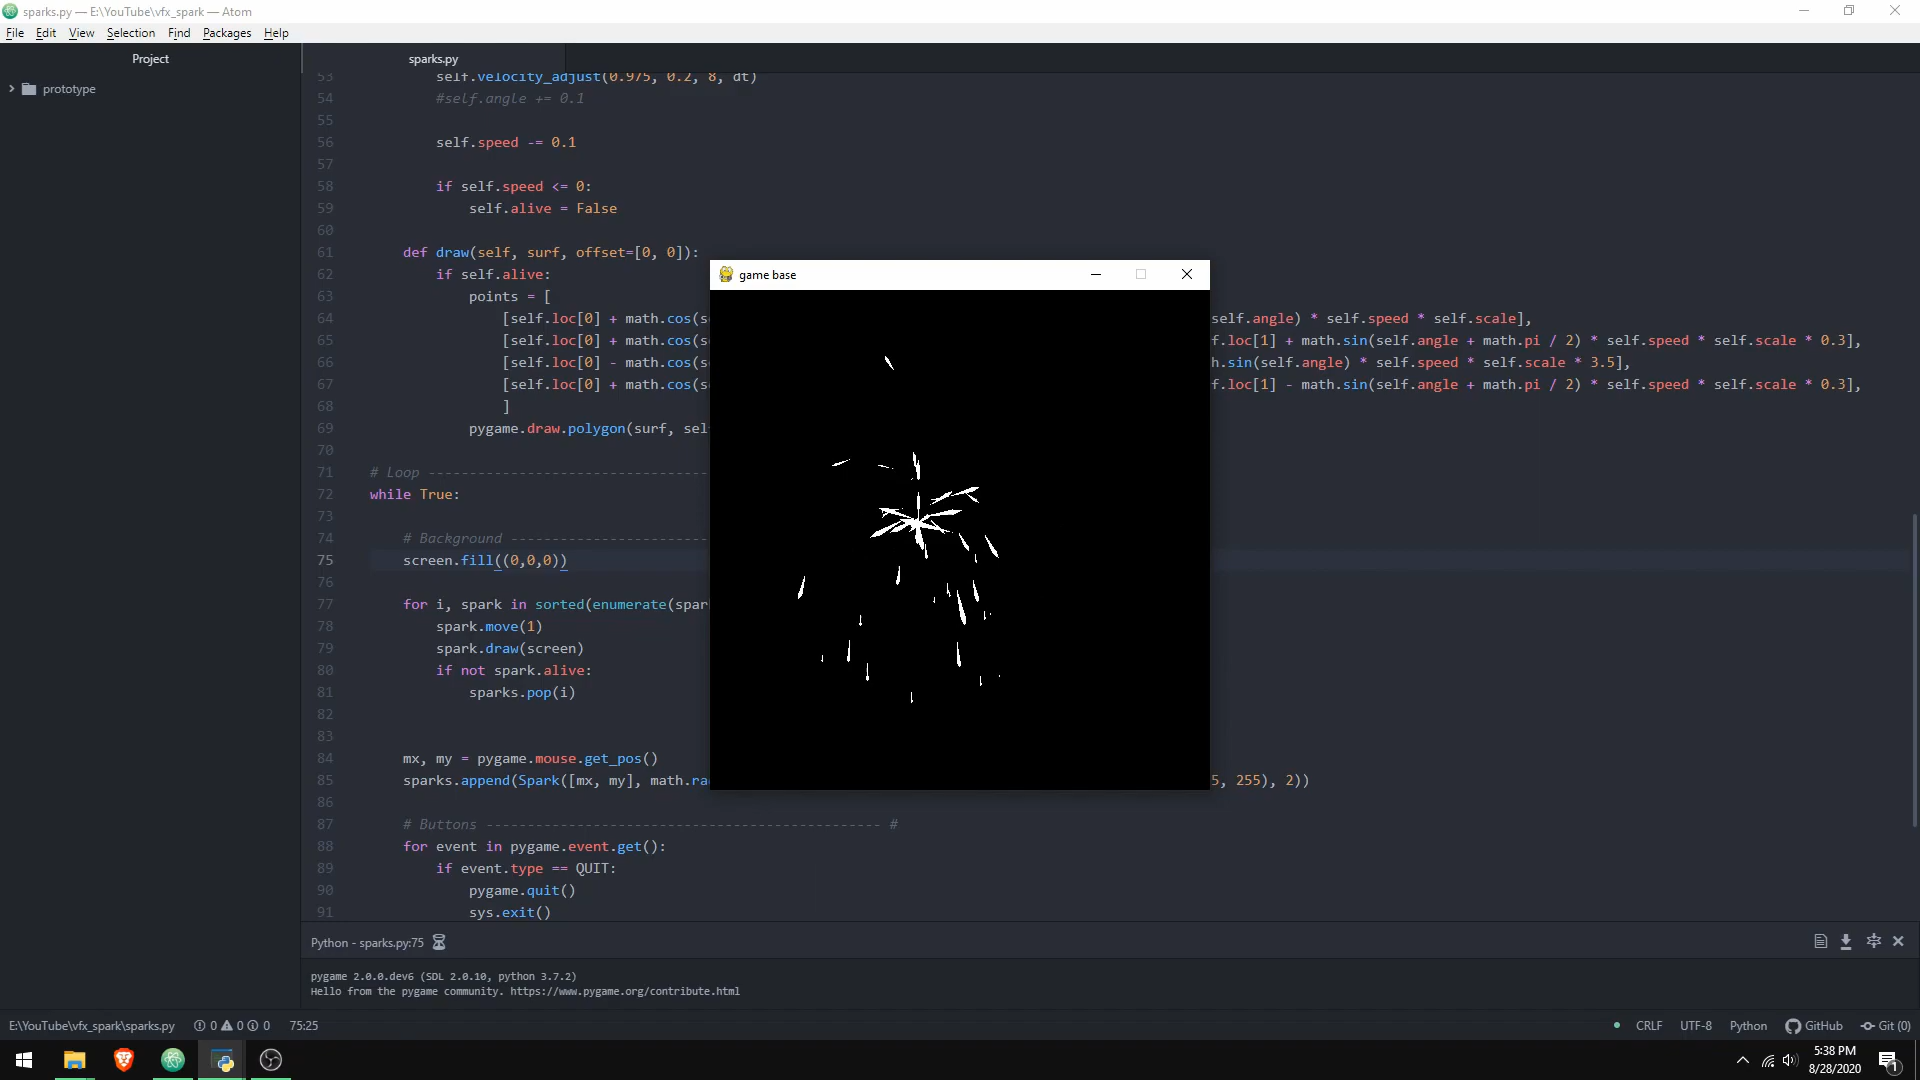 sparks.py — E:\YouTube\vfx_spark — Atom
File Edit View Selection Find Packages Help
Project
sparks.py
prototype
53 self.velocity_adjust(0.975, 0.2, 8, dt)
54 #self.angle += 0.1
55
56 self.speed -= 0.1
57
58 if self.speed <= 0:
59 self.alive = False
60
61 def draw(self, surf, offset=[0, 0]):
62 if self.alive:
63 points = [
64 [self.loc[0] + math.cos(s self.angle) * self.speed * self.scale],
65 [self.loc[0] + math.cos(s f.loc[1] + math.sin(self.angle + math.pi / 2) * self.speed * self.scale * 0.3],
66 [self.loc[0] - math.cos(s h.sin(self.angle) * self.speed * self.scale * 3.5],
67 [self.loc[0] + math.cos(s f.loc[1] - math.sin(self.angle + math.pi / 2) * self.speed * self.scale * 0.3],
68 ]
69 pygame.draw.polygon(surf, sel
70
71 # Loop ----------------------------------
72 while True:
73
74 # Background ------------------------
75 screen.fill((0,0,0))
76
77 for i, spark in sorted(enumerate(spar
78 spark.move(1)
79 spark.draw(screen)
80 if not spark.alive:
81 sparks.pop(i)
82
83
84 mx, my = pygame.mouse.get_pos()
85 sparks.append(Spark([mx, my], math.ra 5, 255), 2))
86
87 # Buttons ------------------------------------------------ #
88 for event in pygame.event.get():
89 if event.type == QUIT:
90 pygame.quit()
91 sys.exit()
game base
Python - sparks.py:75
pygame 2.0.0.dev6 (SDL 2.0.10, python 3.7.2)
Hello from the pygame community. https://www.pygame.org/contribute.html
E:\YouTube\vfx_spark\sparks.py 0 0 0 75:25 CRLF UTF-8 Python GitHub Git (0)
5:38 PM
8/28/2020
1